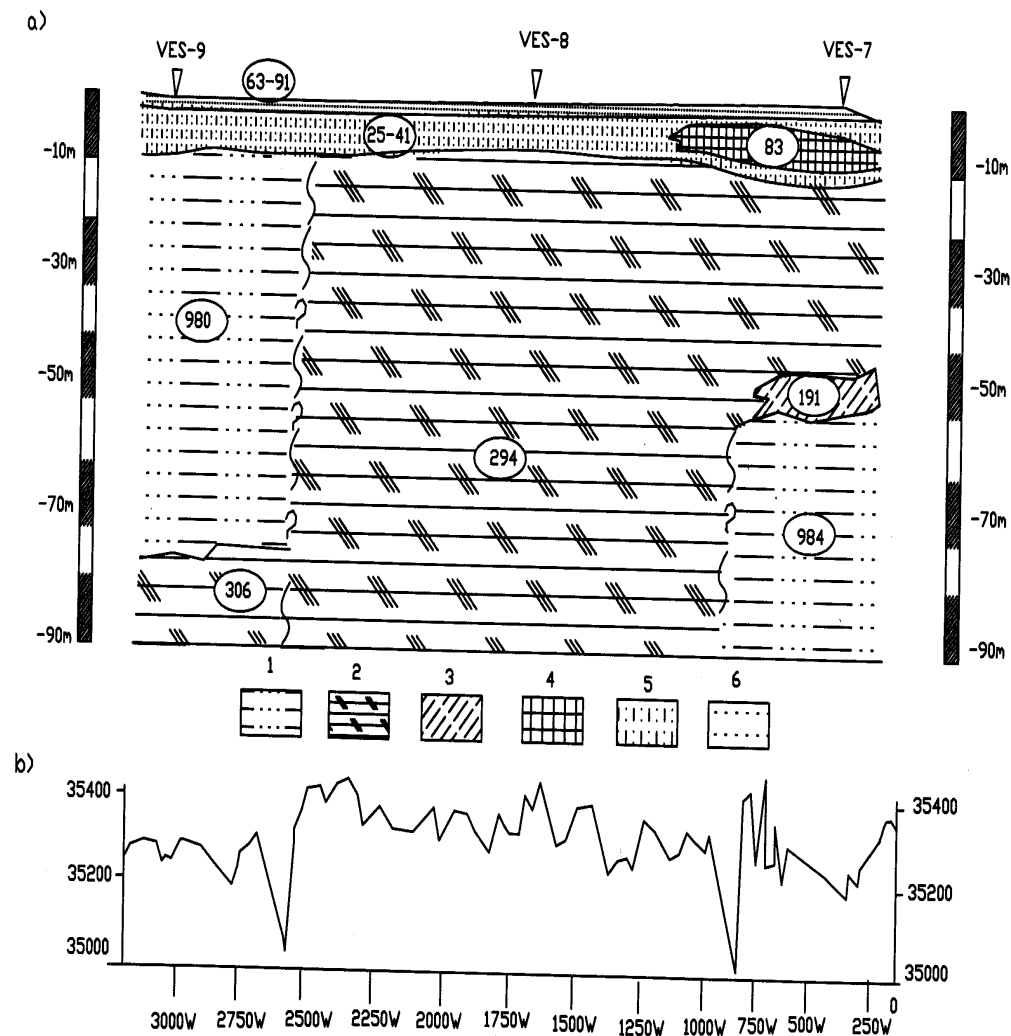 a)
VES-9 VES-8 VES-7
63-91
25-41
83
-10m -10m
-30m -30m
980
-50m -50m
191
294
-70m -70m
984
306
-90m -90m
1 2 3 4 5 6
b)
35400 35400
35200 35200
35000 35000
3000W 2750W 2500W 2250W 2000W 1750W 1500W 1250W 1000W 750W 500W 250W 0